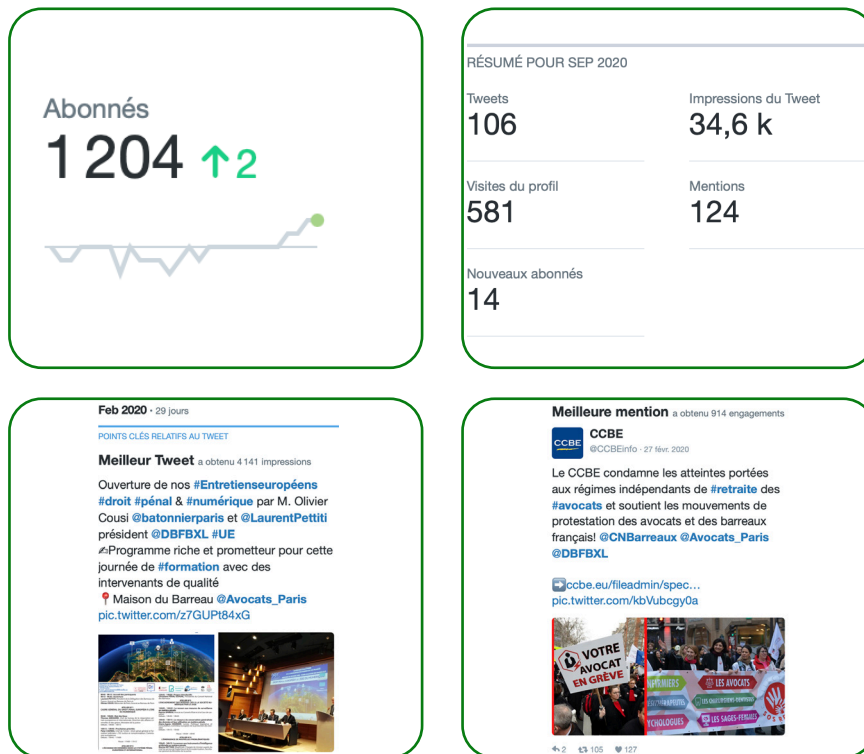 Abonnés
1 204 ↑2
RÉSUMÉ POUR SEP 2020
Tweets
106
Impressions du Tweet
34,6 k
Visites du profil
581
Mentions
124
Nouveaux abonnés
14
Feb 2020 · 29 jours
POINTS CLÉS RELATIFS AU TWEET
Meilleur Tweet a obtenu 4 141 impressions
Ouverture de nos #Entretienseuropéens
#droit #pénal & #numérique par M. Olivier
Cousi @batonnierparis et @LaurentPettiti
président @DBFBXL #UE
✍Programme riche et prometteur pour cette
journée de #formation avec des
intervenants de qualité
📍 Maison du Barreau @Avocats_Paris
pic.twitter.com/z7GUPt84xG
Meilleure mention a obtenu 914 engagements
CCBE
CCBE
@CCBEinfo · 27 févr. 2020
Le CCBE condamne les atteintes portées
aux régimes indépendants de #retraite des
#avocats et soutient les mouvements de
protestation des avocats et des barreaux
français! @CNBarreaux @Avocats_Paris
@DBFBXL
➡ccbe.eu/fileadmin/spec…
pic.twitter.com/kbVubcgy0a
VOTRE
AVOCAT
EN GRÈVE
LES AVOCATS
LES SAGES-FEMMES
2 105 127